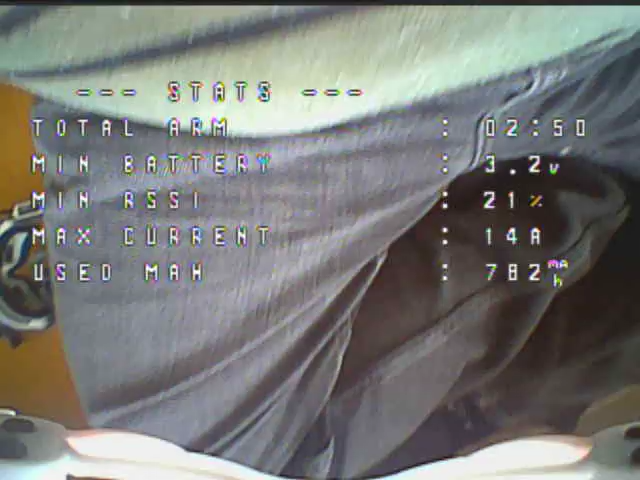 --- STATS ---
TOTAL ARM : 02:50
MIN BATTERY : 3.2V
MIN RSSI : 21%
MAX CURRENT : 14A
USED MAH : 782mAh